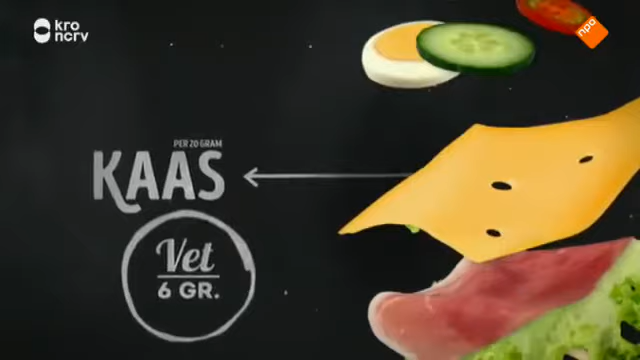 kro
ncrv
npo
PER 20 GRAM
KAAS
Vet
6 GR.